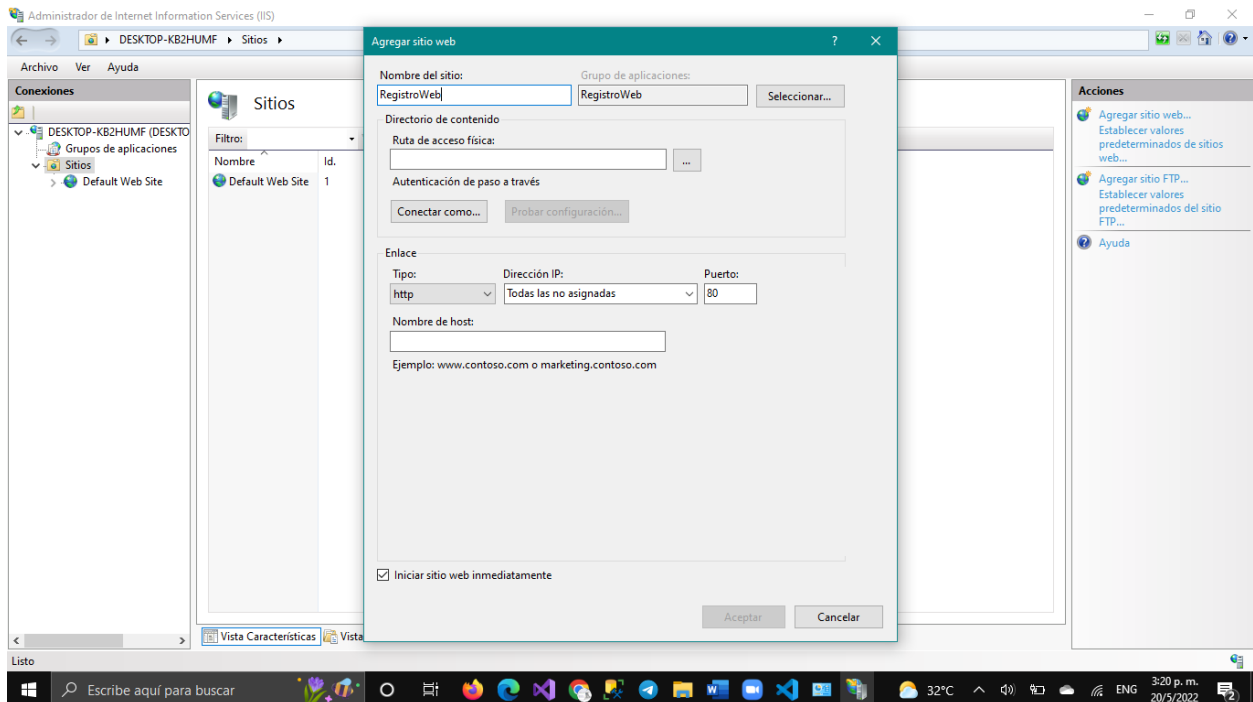 Administrador de Internet Information Services (IIS)
DESKTOP-KB2HUMF
Sitios
Archivo Ver Ayuda
Conexiones
DESKTOP-KB2HUMF (DESKTO
Grupos de aplicaciones
Sitios
Default Web Site
Sitios
Filtro:
Nombre Id.
Default Web Site 1
Vista Características
Vista
Agregar sitio web
? 
Nombre del sitio:
Grupo de aplicaciones:
RegistroWeb
RegistroWeb
Seleccionar...
Directorio de contenido
Ruta de acceso física:
...
Autenticación de paso a través
Conectar como...
Probar configuración...
Enlace
Tipo:
Dirección IP:
Puerto:
http
Todas las no asignadas
80
Nombre de host:
Ejemplo: www.contoso.com o marketing.contoso.com
Iniciar sitio web inmediatamente
Aceptar
Cancelar
Acciones
Agregar sitio web...
Establecer valores
predeterminados de sitios
web...
Agregar sitio FTP...
Establecer valores
predeterminados del sitio
FTP...
Ayuda
Listo
Escribe aquí para buscar
32°C
ENG
3:20 p. m.
20/5/2022
2